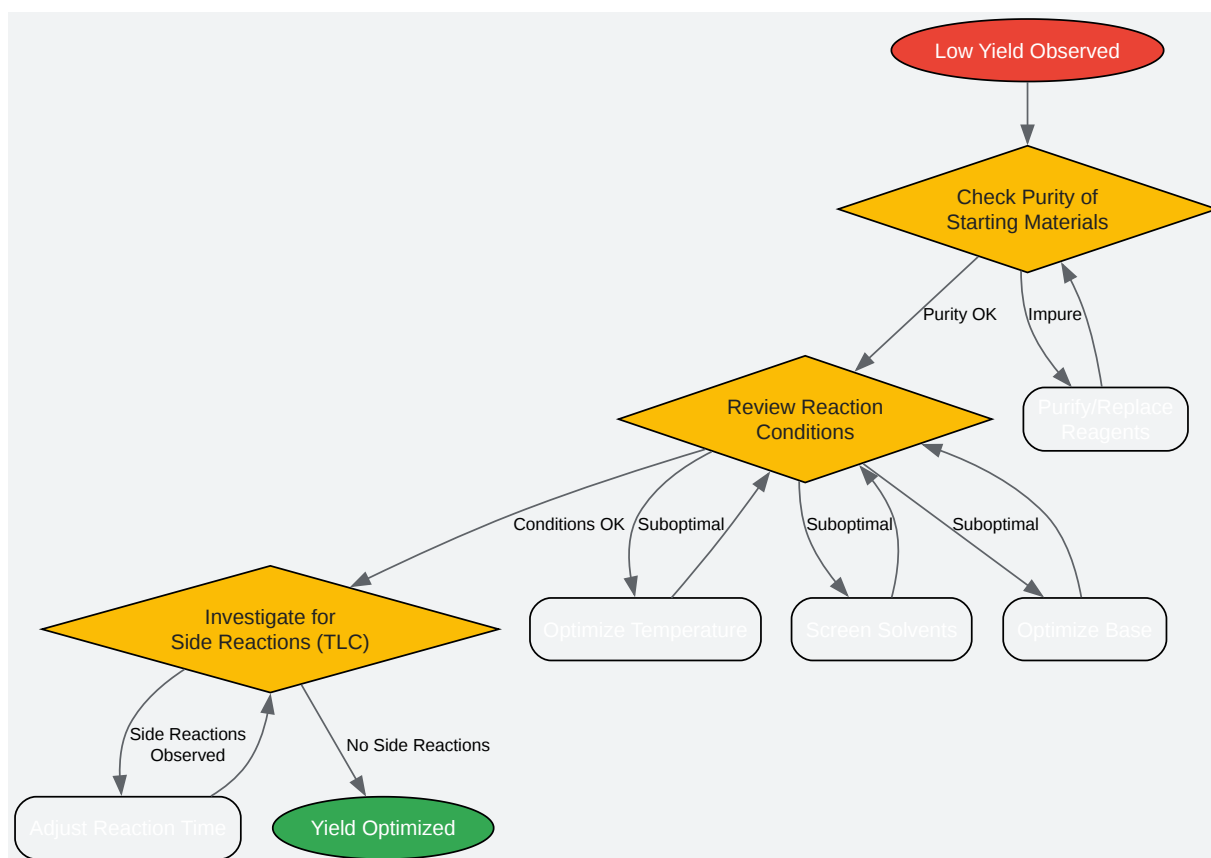 Low Yield Observed
Check Purity of
Starting Materials
Purity OK
Impure
Purify/Replace
Reagents
Review Reaction
Conditions
Conditions OK
Suboptimal
Suboptimal
Suboptimal
Optimize Temperature
Screen Solvents
Optimize Base
Investigate for
Side Reactions (TLC)
Side Reactions
Observed
No Side Reactions
Adjust Reaction Time
Yield Optimized